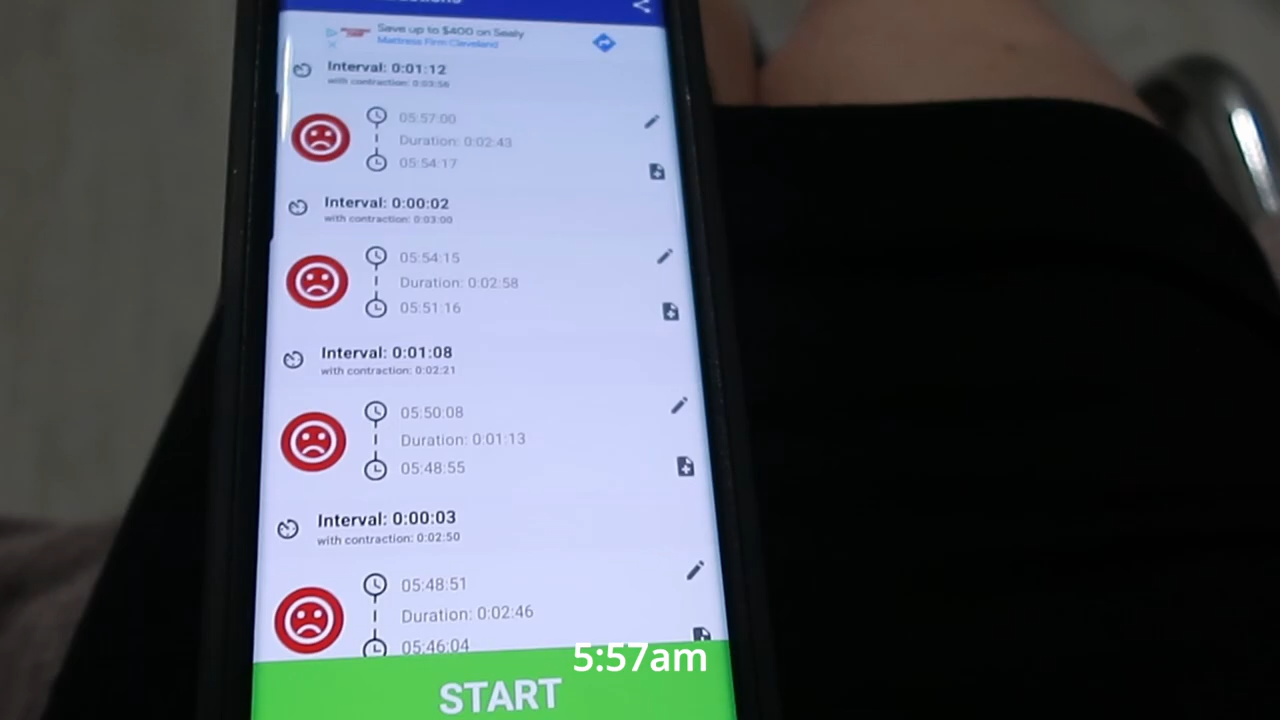 Save up to $400 on Sealy
Mattress Firm Cleveland
Interval: 0:01:12
with contraction: 0:03:56
05:57:00
Duration: 0:02:43
05:54:17
Interval: 0:00:02
with contraction: 0:03:00
05:54:15
Duration: 0:02:58
05:51:16
Interval: 0:01:08
with contraction: 0:02:21
05:50:08
Duration: 0:01:13
05:48:55
Interval: 0:00:03
with contraction: 0:02:50
05:48:51
Duration: 0:02:46
05:46:04
5:57am
START